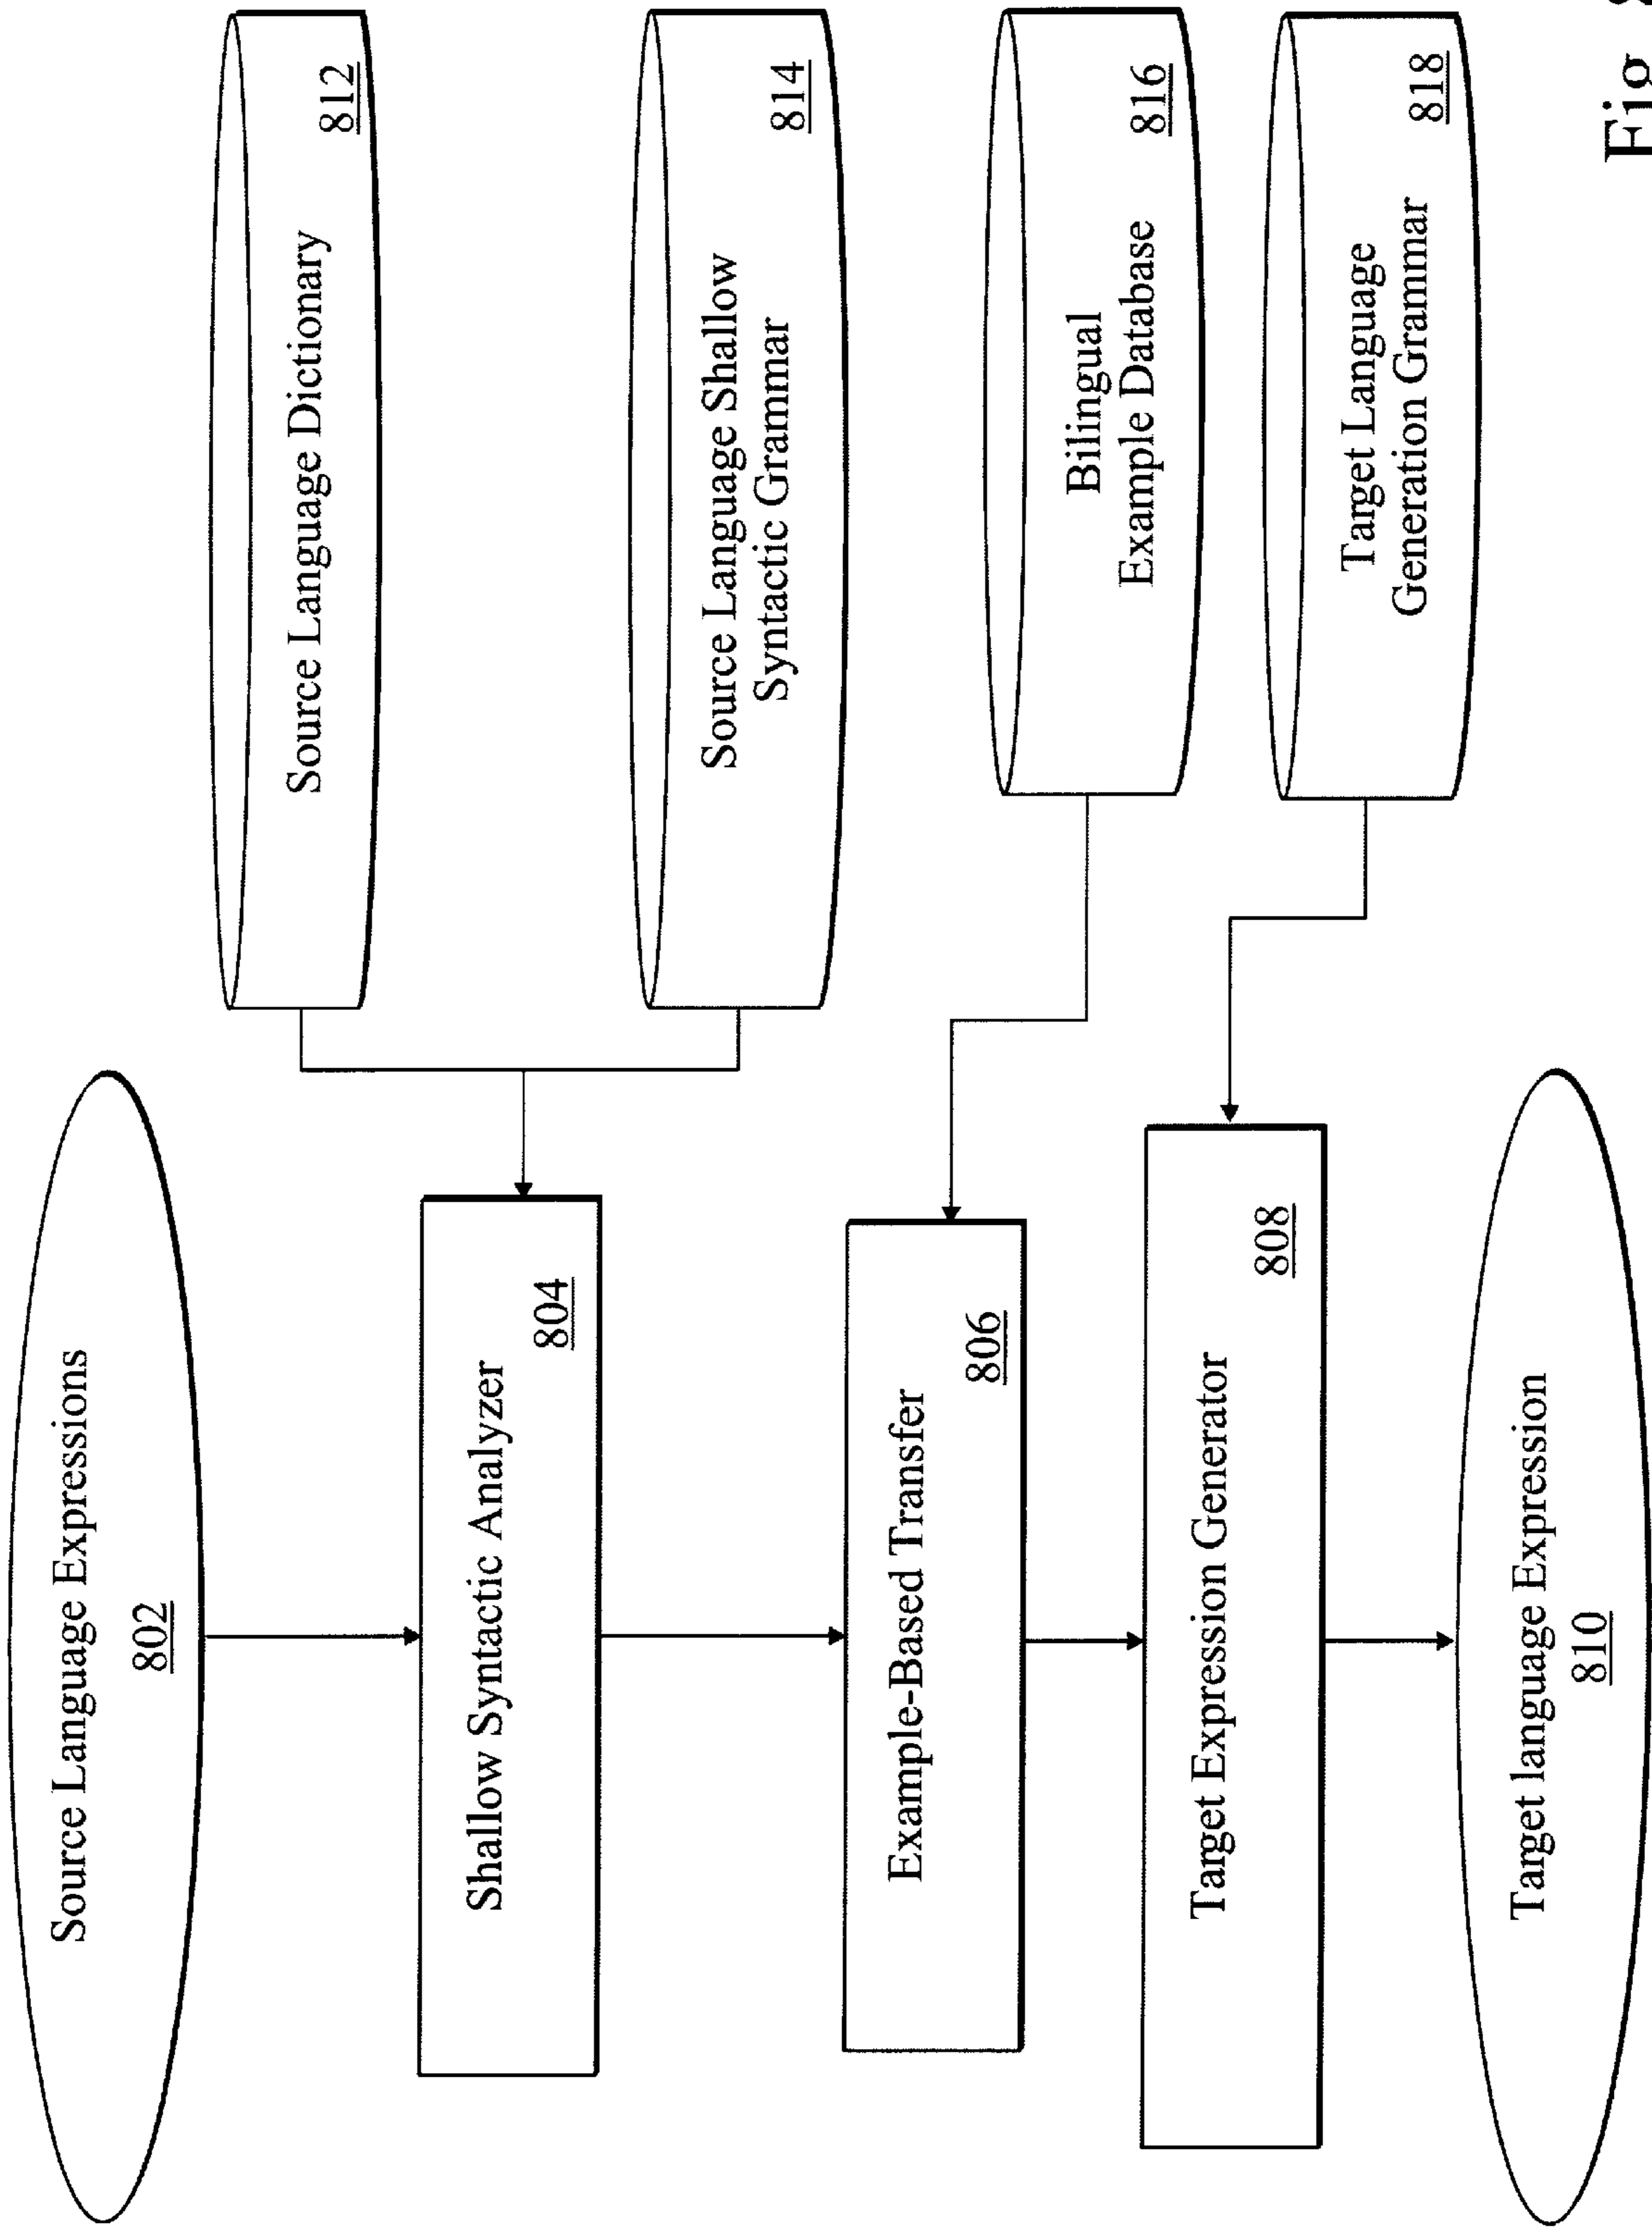 Source Language Expressions
802
Source Language Dictionary
812
Shallow Syntactic Analyzer
804
Source Language Shallow
Syntactic Grammar
814
Example-Based Transfer
806
Bilingual
Example Database
816
Target Expression Generator
808
Target Language
Generation Grammar
818
Target language Expression
810
Fig.